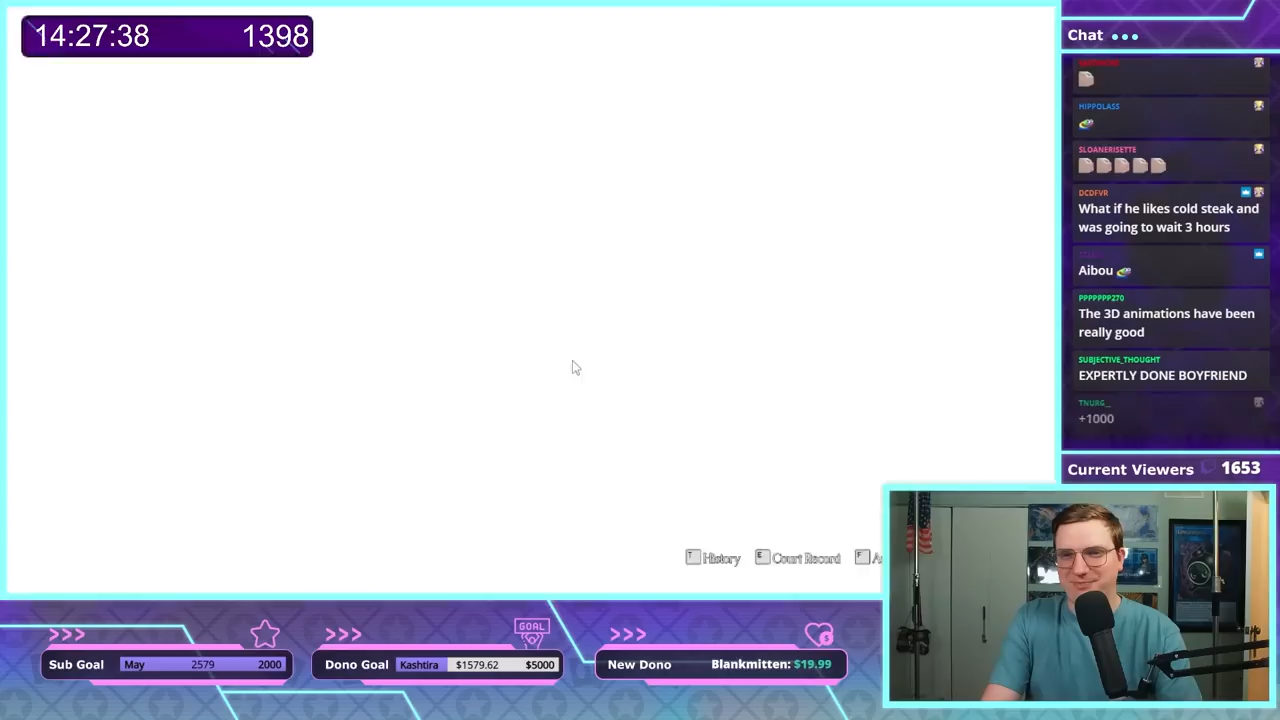 14:27:38 1398
Chat
HIPPOLASS
SLOANERISETTE
DCDFVR
What if he likes cold steak and
was going to wait 3 hours
Aibou
PPPPPPP270
The 3D animations have been
really good
SUBJECTIVE_THOUGHT
EXPERTLY DONE BOYFRIEND
TNURG_
+1000
Current Viewers 1653
T History E Court Record F
>>> GOAL >>> >>>
Sub Goal May 2579 2000
Dono Goal Kashtira $1579.62 $5000
New Dono Blankmitten: $19.99